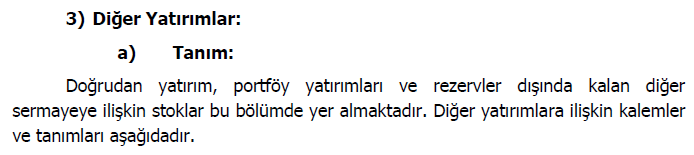 3) Diğer Yatırımlar:
a) Tanım:
Doğrudan yatırım, portföy yatırımları ve rezervler dışında kalan diğer
sermayeye ilişkin stoklar bu bölümde yer almaktadır. Diğer yatırımlara ilişkin kalemler
ve tanımları aşağıdadır.